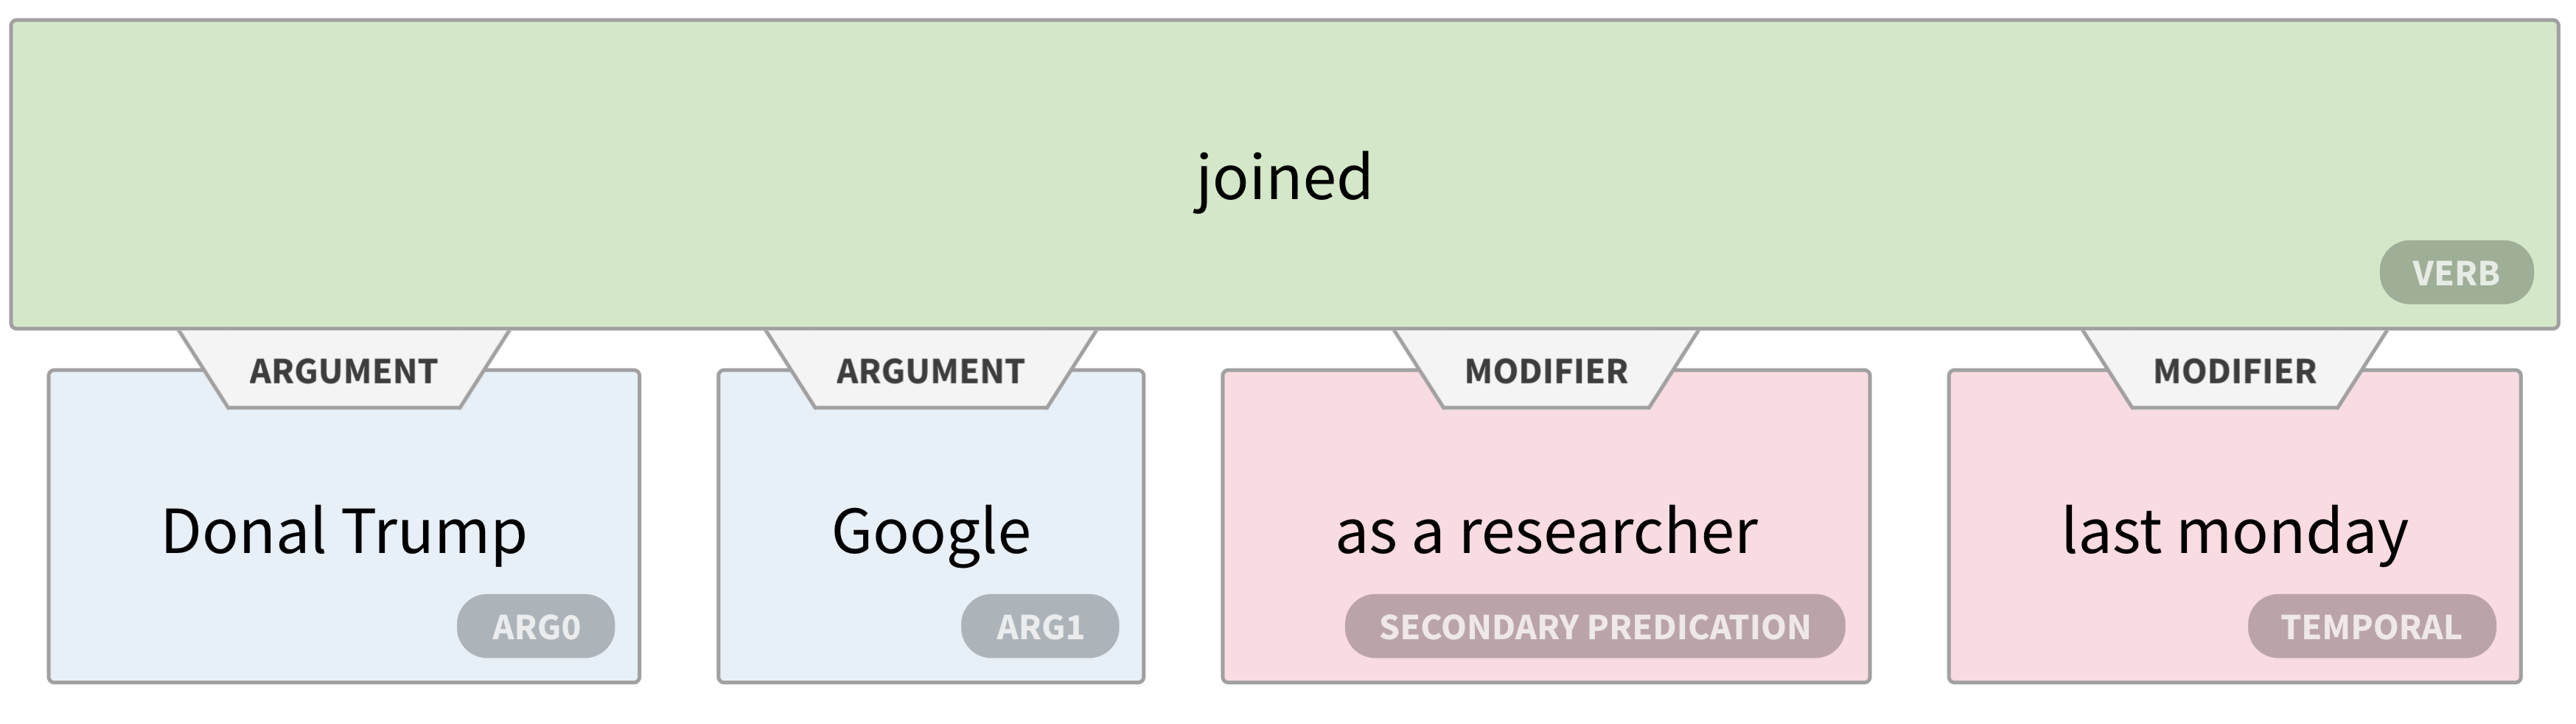 joined
VERB
ARGUMENT ARGUMENT MODIFIER MODIFIER
Donal Trump Google as a researcher last monday
ARG0 ARG1 SECONDARY PREDICATION TEMPORAL